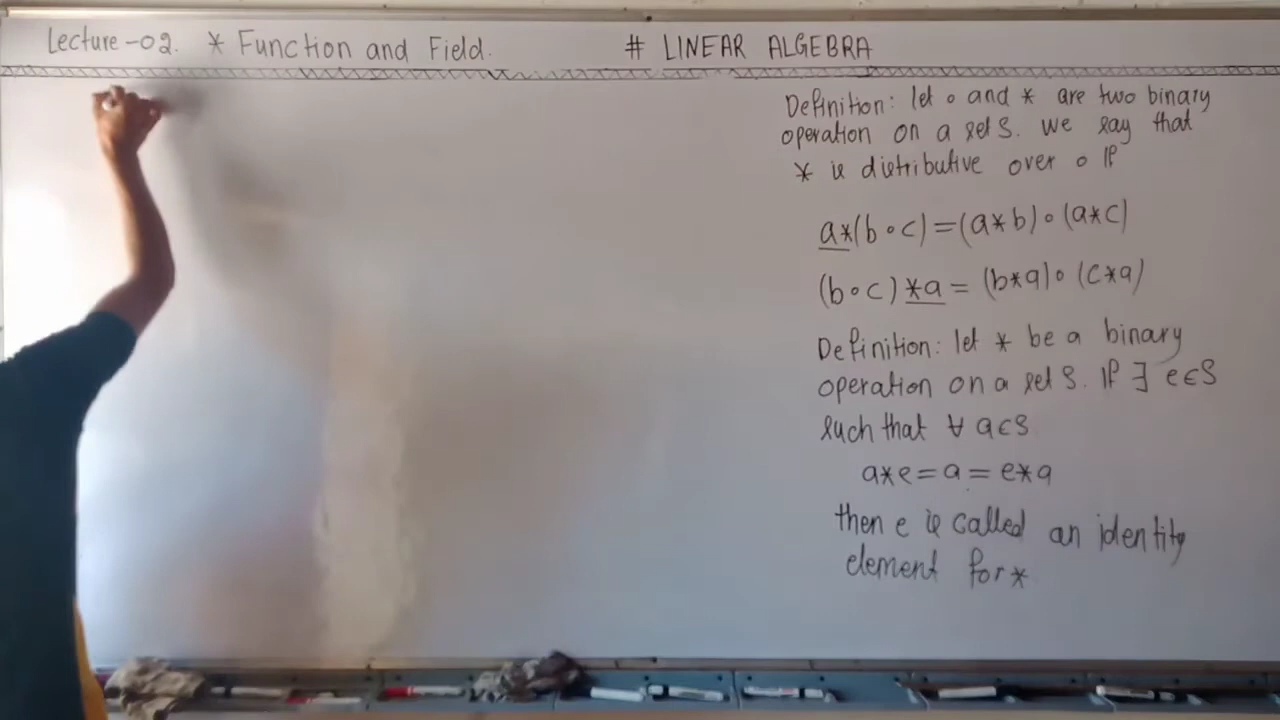 Lecture-02. * Function and Field. # LINEAR ALGEBRA
Definition: let ∘ and * are two binary
operation on a set S. we say that
* is distributive over ∘ if
a*(b∘c)=(a*b)∘(a*c)
(b∘c)*a=(b*a)∘(c*a)
Definition: let * be a binary
operation on a set S. If ∃ e∈S
such that ∀ a∈S
a*e=a=e*a
then e is called an identity
element for *